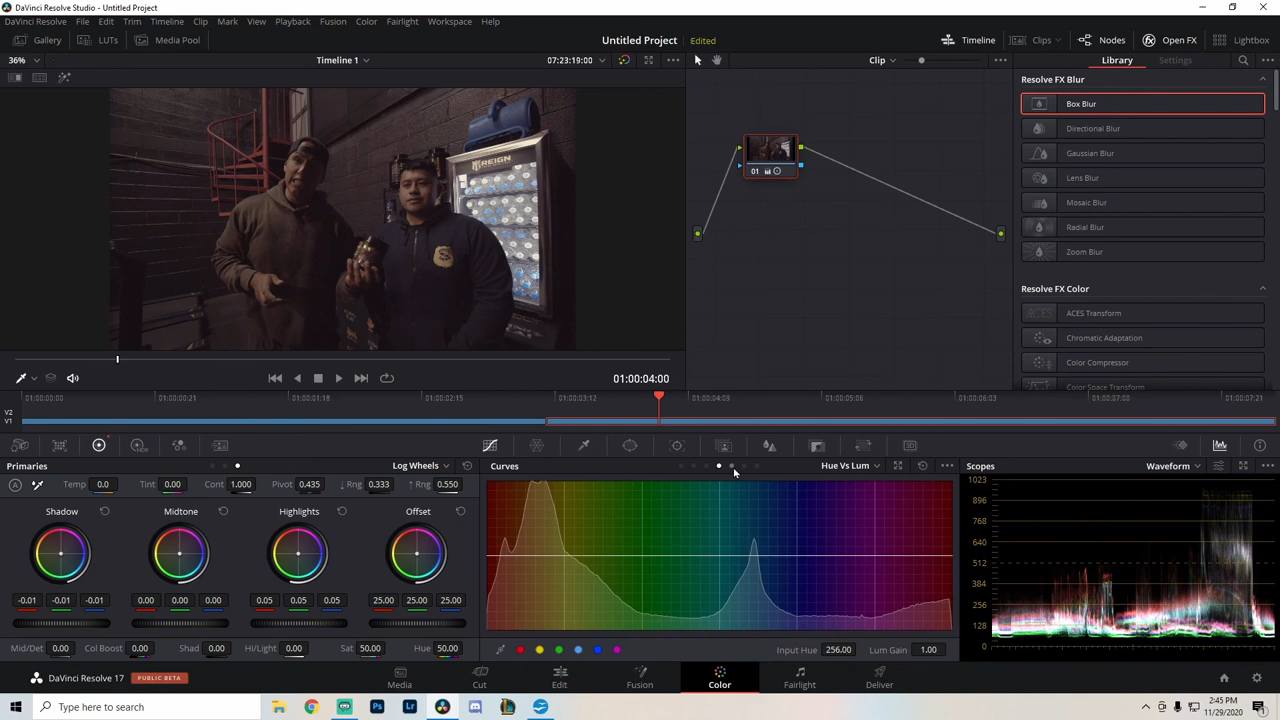 DaVinci Resolve Studio - Untitled Project
DaVinci Resolve File Edit Trim Timeline Clip Mark View Playback Fusion Color Fairlight Workspace Help
Gallery LUTs Media Pool Untitled Project Edited Timeline Clips Nodes Open FX Lightbox
36% Timeline 1 07:23:19:00 Clip Library Settings
Resolve FX Blur
Box Blur
Directional Blur
Gaussian Blur
Lens Blur
Mosaic Blur
Radial Blur
Zoom Blur
Resolve FX Color
ACES Transform
Chromatic Adaptation
Color Compressor
Color Space Transform
REIGN
01
01:00:04:00
01:00:00:00 01:00:00:21 01:00:01:18 01:00:02:15 01:00:03:12 01:00:04:09 01:00:05:06 01:00:06:03 01:00:07:00 01:00:07:21
V2
V1
Primaries Log Wheels Curves Hue Vs Lum Scopes Waveform
Temp 0.0 Tint 0.00 Cont 1.000 Pivot 0.435 ↓ Rng 0.333 ↑ Rng 0.550
Shadow Midtone Highlights Offset
-0.01 -0.01 -0.01 0.00 0.00 0.00 0.05 0.05 0.05 25.00 25.00 25.00
Mid/Det 0.00 Col Boost 0.00 Shad 0.00 Hi/Light 0.00 Sat 50.00 Hue 50.00
Input Hue 256.00 Lum Gain 1.00
1023
896
768
640
512
384
256
128
0
DaVinci Resolve 17 PUBLIC BETA Media Cut Edit Fusion Color Fairlight Deliver
Type here to search
2:45 PM
11/29/2020